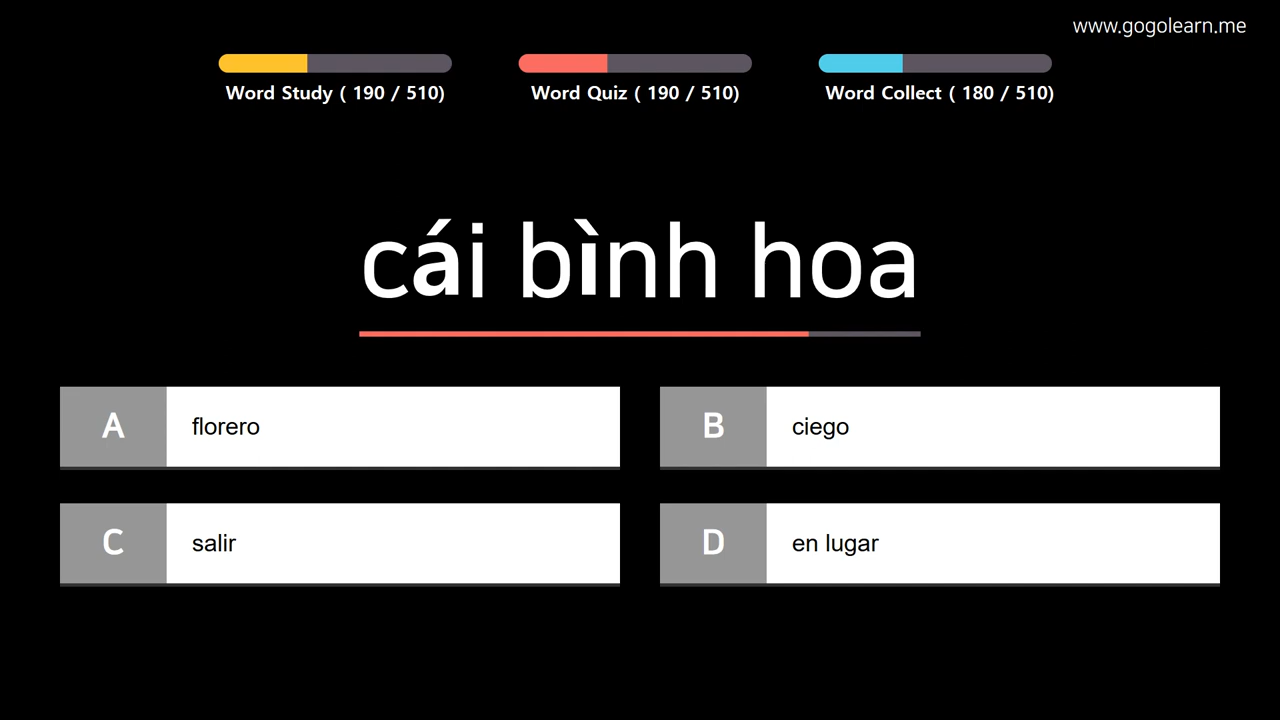 www.gogolearn.me
Word Study ( 190 / 510)
Word Quiz ( 190 / 510)
Word Collect ( 180 / 510)
cái bình hoa
A florero
B ciego
C salir
D en lugar